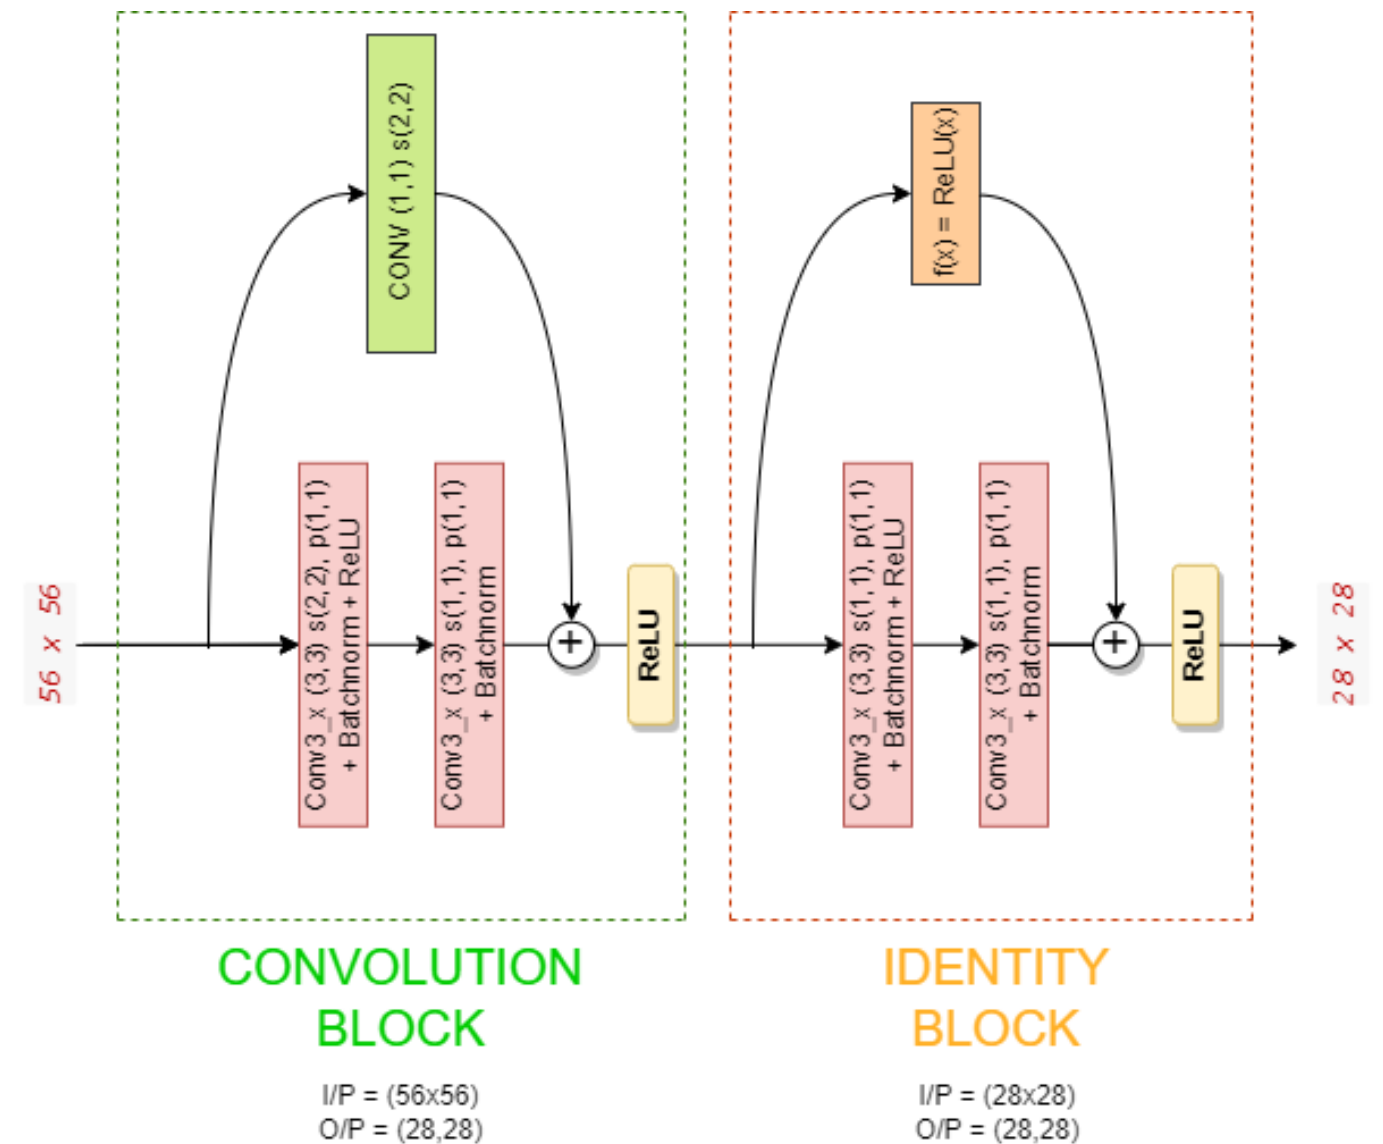 CONV (1,1) s(2,2)
f(x) = ReLU(x)
56 x 56
Conv3_x (3,3) s(2,2), p(1,1)
+ Batchnorm + ReLU
Conv3_x (3,3) s(1,1), p(1,1)
+ Batchnorm
+
ReLU
Conv3_x (3,3) s(1,1), p(1,1)
+ Batchnorm + ReLU
Conv3_x (3,3) s(1,1), p(1,1)
+ Batchnorm
+
ReLU
28 x 28
CONVOLUTION
BLOCK
I/P = (56x56)
O/P = (28,28)
IDENTITY
BLOCK
I/P = (28x28)
O/P = (28,28)